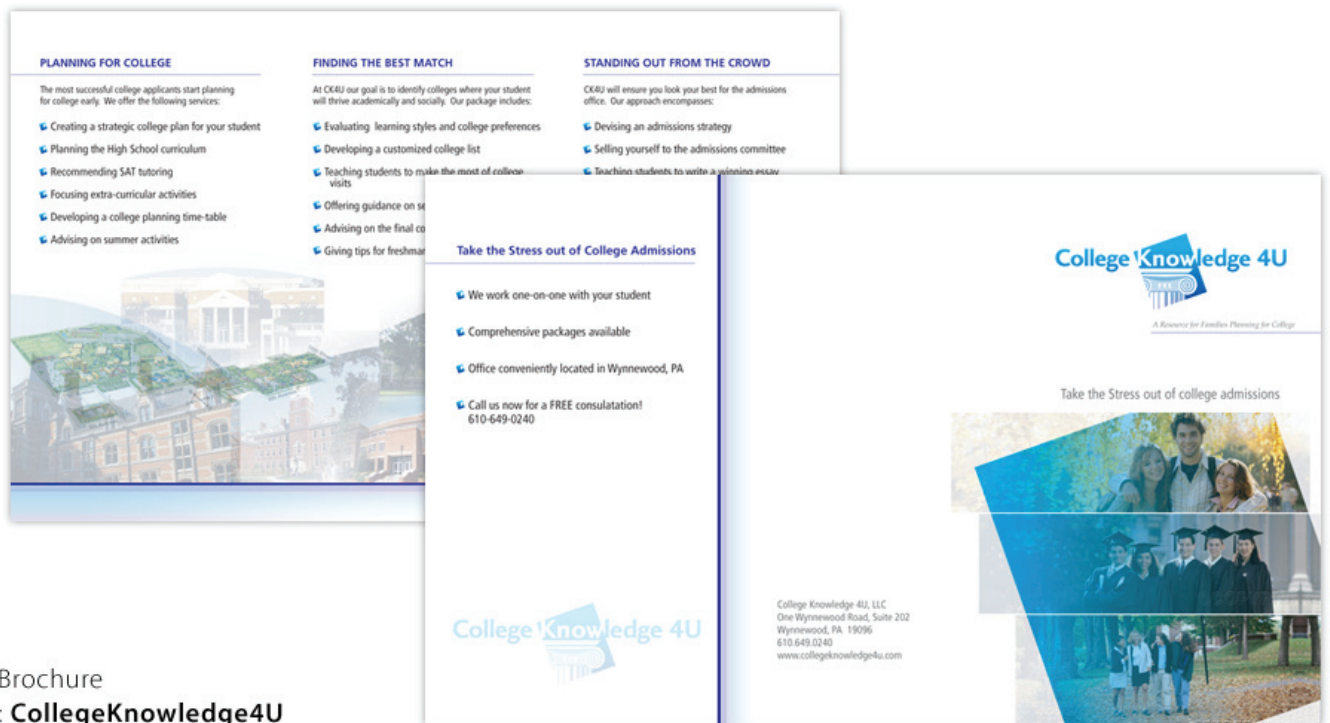 PLANNING FOR COLLEGE
The most successful college applicants start planning
for college early. We offer the following services:
Creating a strategic college plan for your student
Planning the High School curriculum
Recommending SAT tutoring
Focusing extra-curricular activities
Developing a college planning time-table
Advising on summer activities
FINDING THE BEST MATCH
At CK4U our goal is to identify colleges where your student
will thrive academically and socially. Our package includes:
Evaluating learning styles and college preferences
Developing a customized college list
Teaching students to make the most of college
visits
Offering guidance on
Advising on the final
Giving tips for
STANDING OUT FROM THE CROWD
CK4U will ensure you look your best for the admissions
office. Our approach encompasses:
Devising an admissions strategy
Selling yourself to the admissions committee
Teaching students to write a winning essay
Take the Stress out of College Admissions
We work one-on-one with your student
Comprehensive packages available
Office conveniently located in Wynnewood, PA
Call us now for a FREE consulatation!
610-649-0240
College Knowledge 4U
College Knowledge 4U, LLC
One Wynnewood Road, Suite 202
Wynnewood, PA 19096
610.649.0240
www.collegeknowledge4u.com
College Knowledge 4U
A Resource for Families Planning for College
Take the Stress out of college admissions
Brochure
: CollegeKnowledge4U